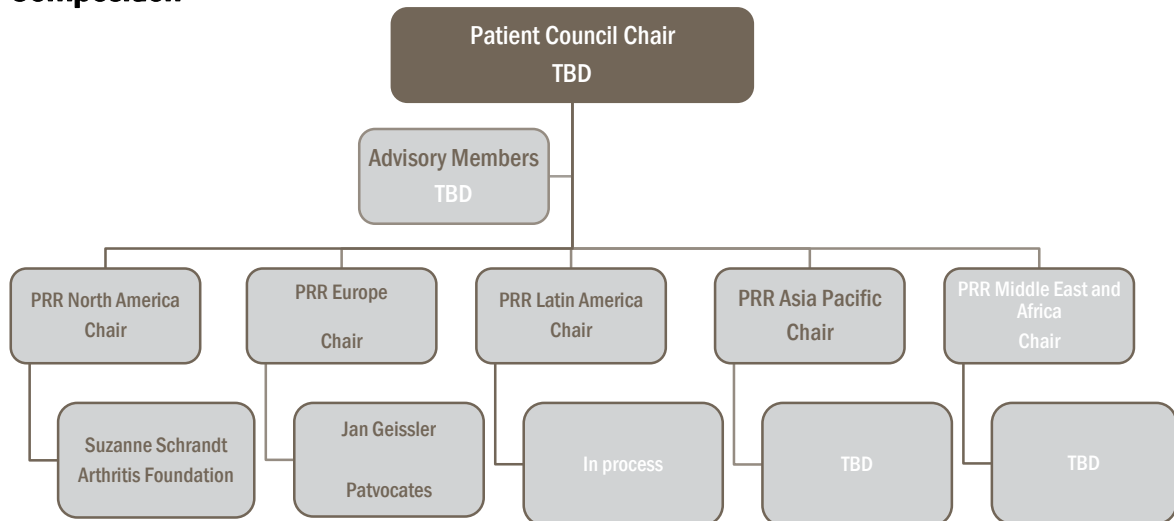 Patient Council Chair
TBD
Advisory Members
TBD
PRR North America
Chair
PRR Europe
Chair
PRR Latin America
Chair
PRR Asia Pacific
Chair
PRR Middle East and
Africa
Chair
Suzanne Schrandt
Arthritis Foundation
Jan Geissler
Patvocates
In process
TBD
TBD